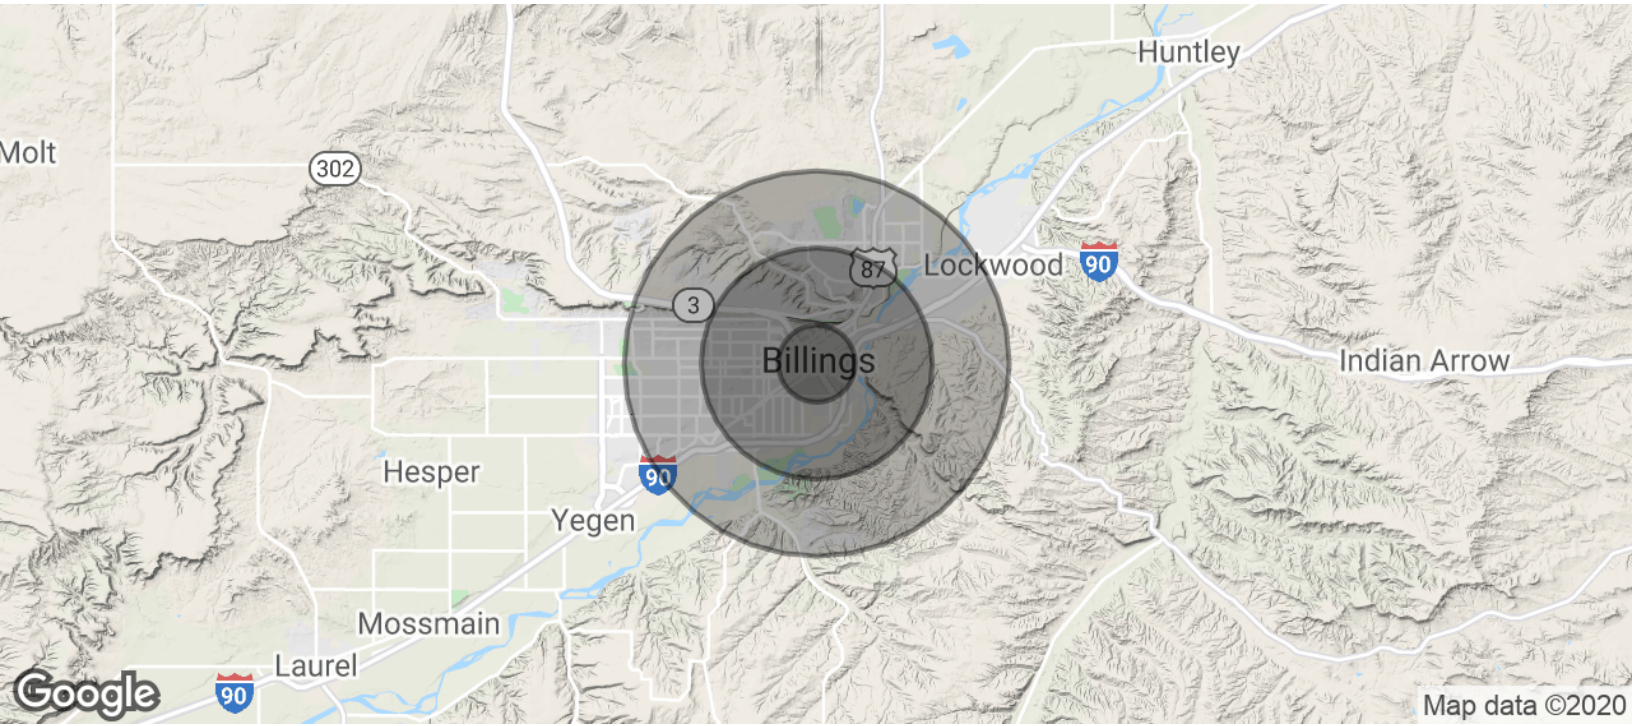 Huntley
Molt
302
87
Lockwood
90
3
Billings
Indian Arrow
Hesper
90
Yegen
Mossmain
Laurel
Google
90
Map data ©2020